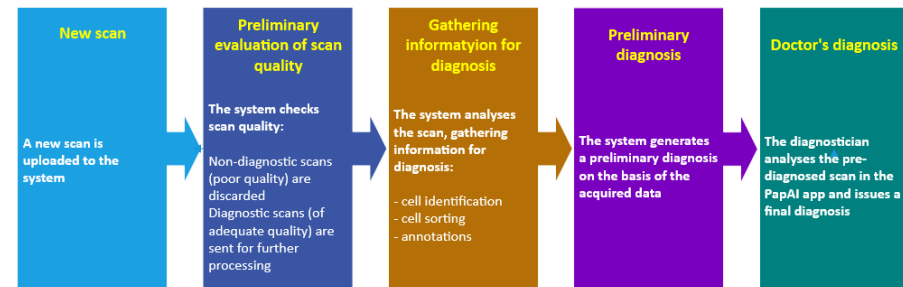 New scan
A new scan is
uploaded to the
system
Preliminary
evaluation of scan
quality
The system checks
scan quality:
Non-diagnostic scans
(poor quality) are
discarded
Diagnostic scans (of
adequate quality) are
sent for further
processing
Gathering
informatyion for
diagnosis
The system analyses
the scan, gathering
information for
diagnosis:
- cell identification
- cell sorting
- annotations
Preliminary
diagnosis
The system generates
a preliminary diagnosis
on the basis of the
acquired data
Doctor's diagnosis
The diagnostician
analyses the pre-
diagnosed scan in the
PapAI app and issues a
final diagnosis